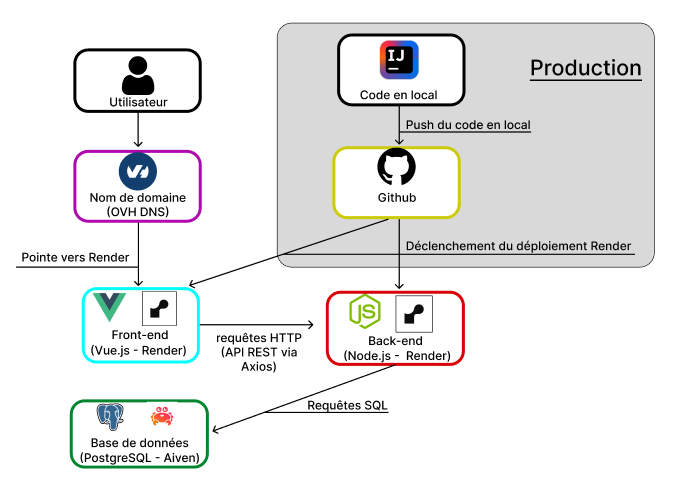 Production
IJ
Code en local
Utilisateur
Push du code en local
Nom de domaine
(OVH DNS)
Github
Pointe vers Render
Déclenchement du déploiement Render
JS
Front-end
(Vue.js - Render)
requêtes HTTP
(API REST via
Axios)
Back-end
(Node.js - Render)
Requêtes SQL
Base de données
(PostgreSQL - Aiven)